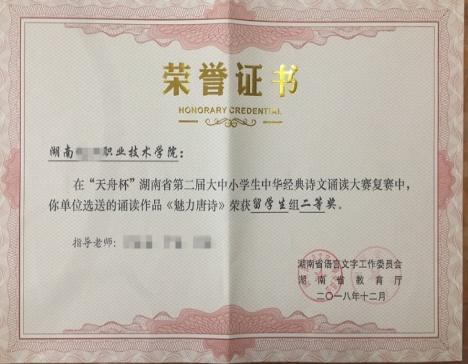 荣誉证书
HONORARY CREDENTIAL
湖南 职业技术学院：
在“天舟杯”湖南省第二届大中小学生中华经典诗文诵读大赛复赛中，
你单位选送的诵读作品《魅力唐诗》荣获留学生组二等奖。
指导老师：
湖南省语言文字工作委员会
湖南省教育厅
二〇一八年十二月